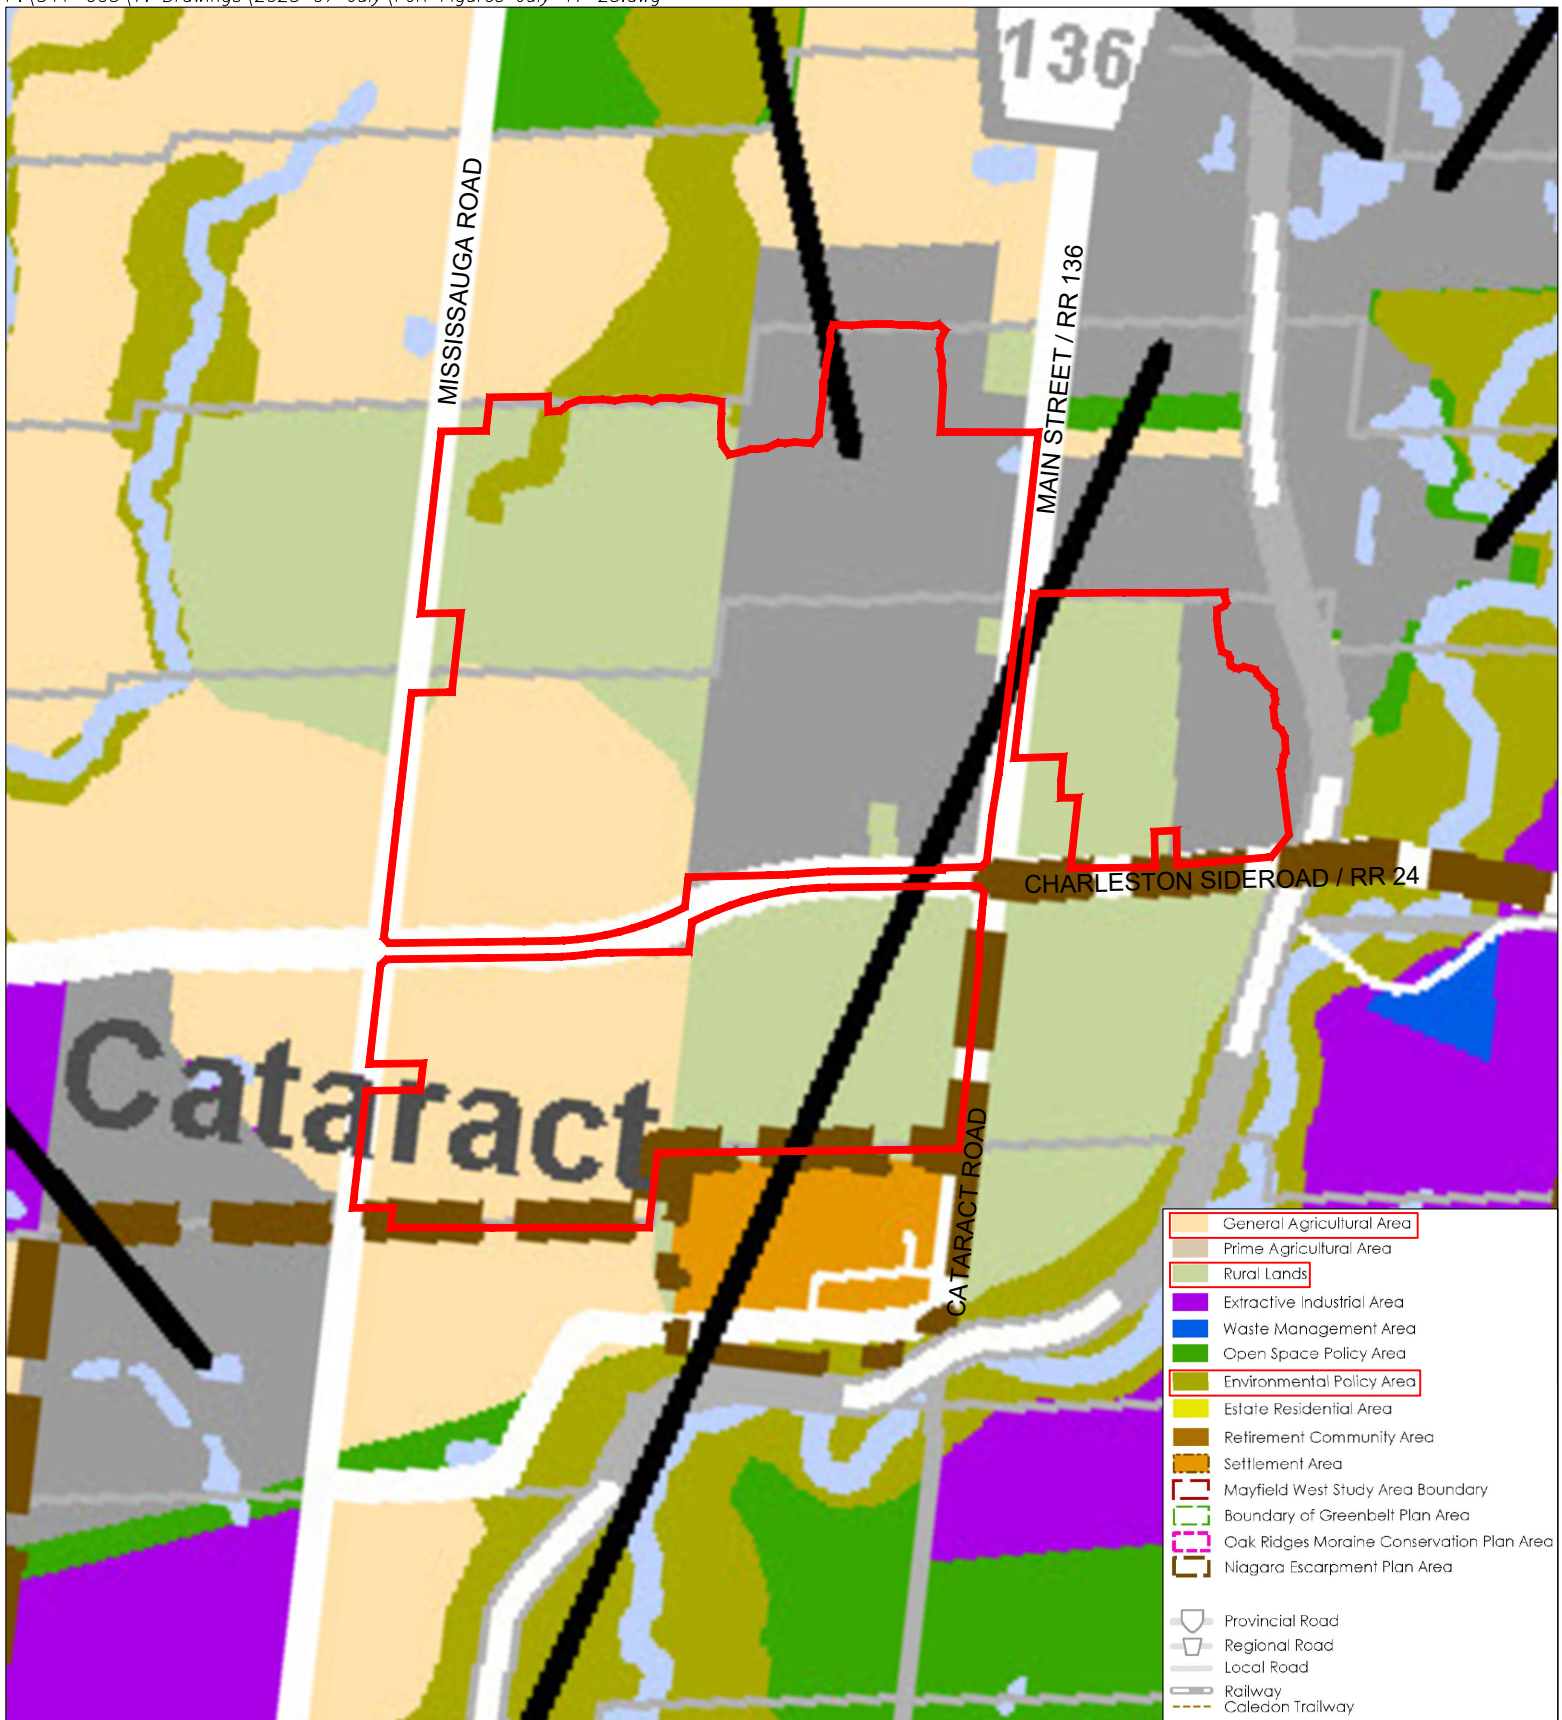 136
MISSISSAUGA ROAD
MAIN STREET / RR 136
CHARLESTON SIDEROAD / RR 24
Cataract
CATARACT ROAD
General Agricultural Area
Prime Agricultural Area
Rural Lands
Extractive Industrial Area
Waste Management Area
Open Space Policy Area
Environmental Policy Area
Estate Residential Area
Retirement Community Area
Settlement Area
Mayfield West Study Area Boundary
Boundary of Greenbelt Plan Area
Oak Ridges Moraine Conservation Plan Area
Niagara Escarpment Plan Area
Provincial Road
Regional Road
Local Road
Railway
Caledon Trailway